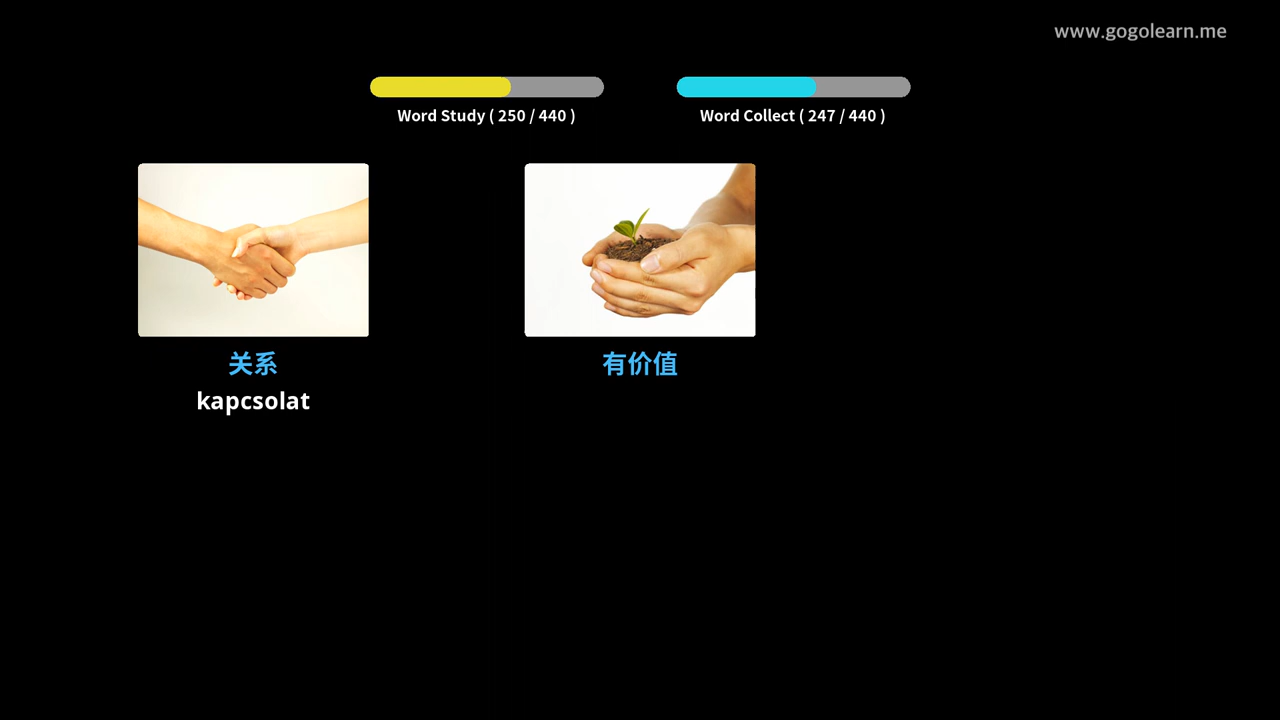 www.gogolearn.me
Word Study ( 250 / 440 )
Word Collect ( 247 / 440 )
关系
kapcsolat
有价值